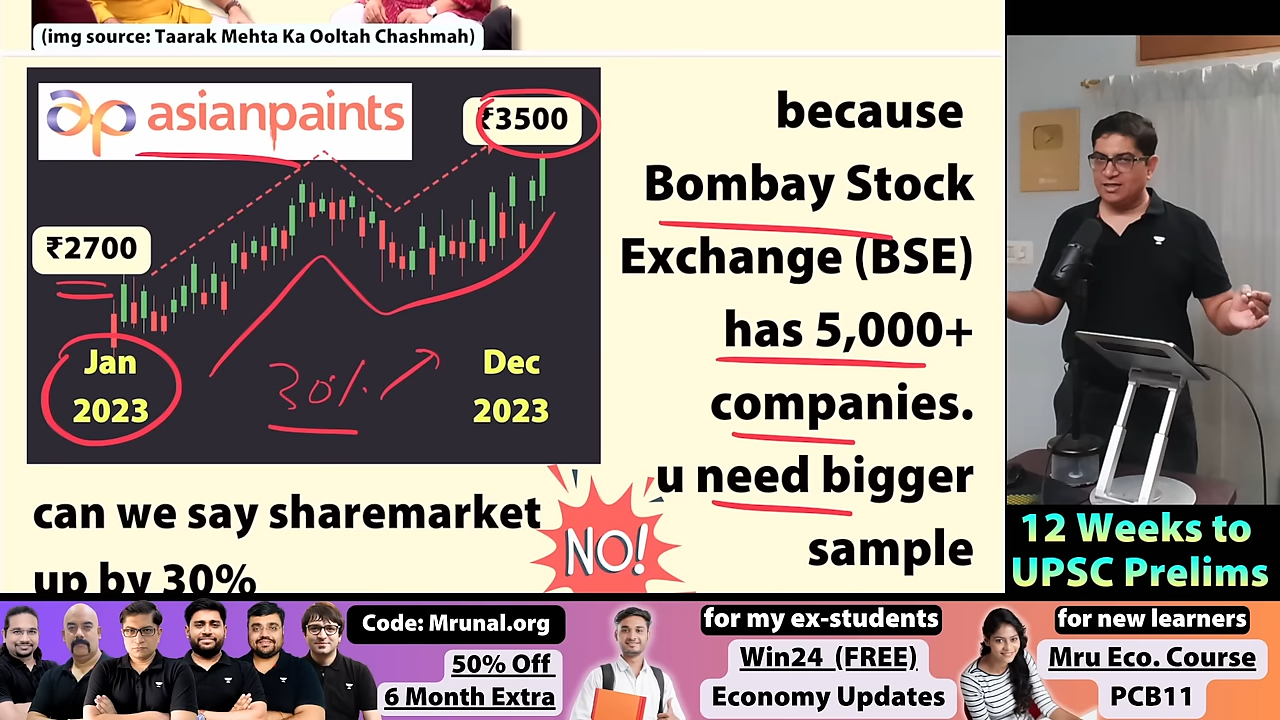 (img source: Taarak Mehta Ka Ooltah Chashmah)
ap asianpaints
₹3500
₹2700
Jan
2023
30%
Dec
2023
can we say sharemarket
up by 30%
NO!
because
Bombay Stock
Exchange (BSE)
has 5,000+
companies.
u need bigger
sample
12 Weeks to
UPSC Prelims
Code: Mrunal.org
50% Off
6 Month Extra
for my ex-students
Win24 (FREE)
Economy Updates
for new learners
Mru Eco. Course
PCB11